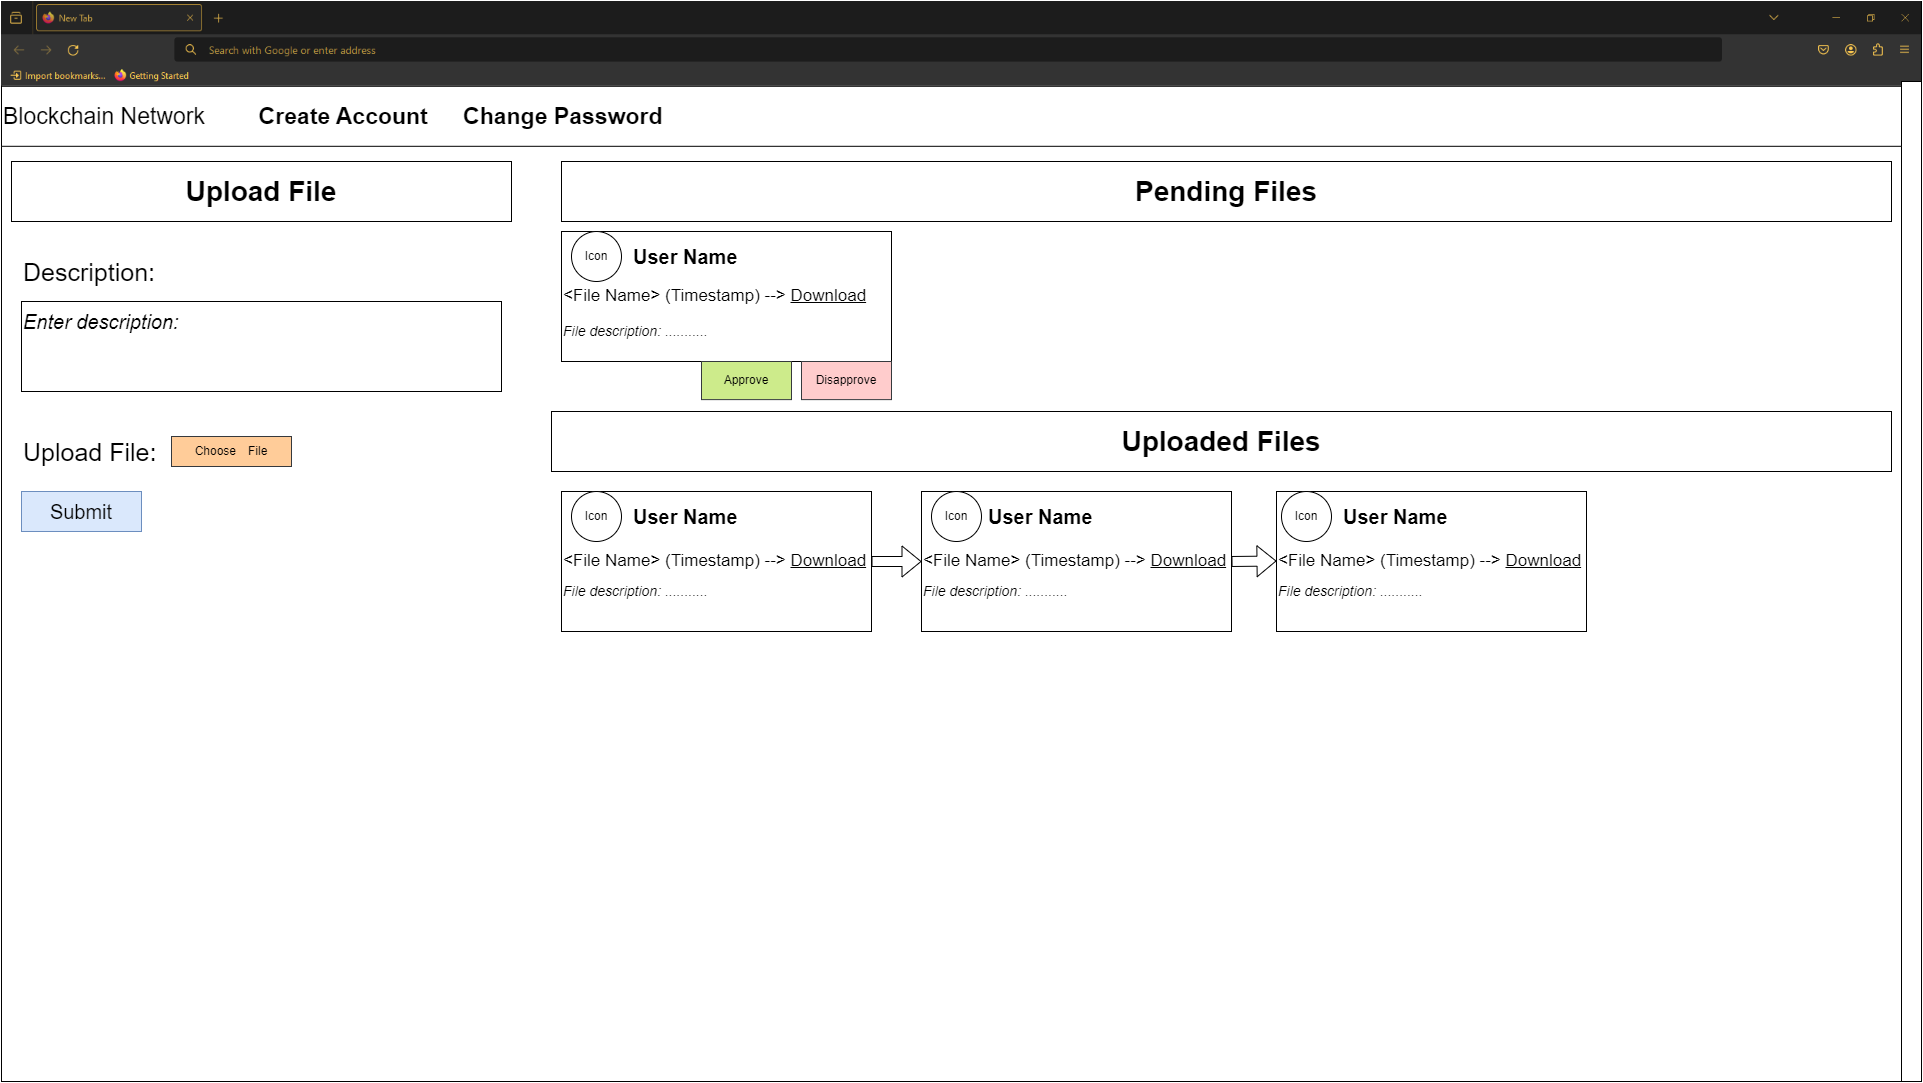 New Tab
Search with Google or enter address
Import bookmarks... Getting Started
Blockchain Network Create Account Change Password
Upload File
Description:
Enter description:
Upload File: Choose File
Submit
Pending Files
Icon User Name
<File Name> (Timestamp) --> Download
File description: ...........
Approve Disapprove
Uploaded Files
Icon User Name
<File Name> (Timestamp) --> Download
File description: ...........
Icon User Name
<File Name> (Timestamp) --> Download
File description: ...........
Icon User Name
<File Name> (Timestamp) --> Download
File description: ...........